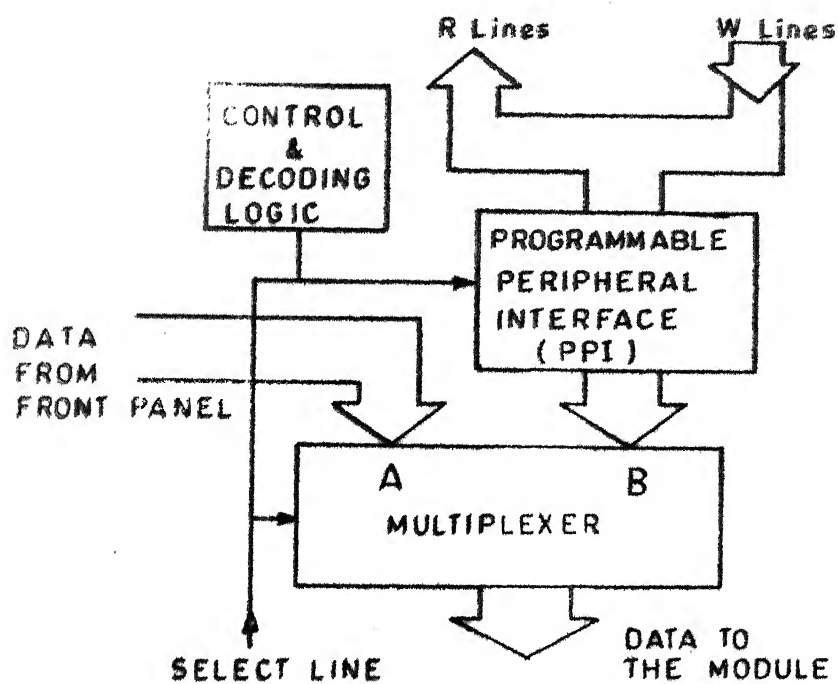 R Lines
W Lines
CONTROL
&
DECODING
LOGIC
PROGRAMMABLE
PERIPHERAL
INTERFACE
( PPI )
DATA
FROM
FRONT PANEL
A
B
MULTIPLEXER
SELECT LINE
DATA TO
THE MODULE